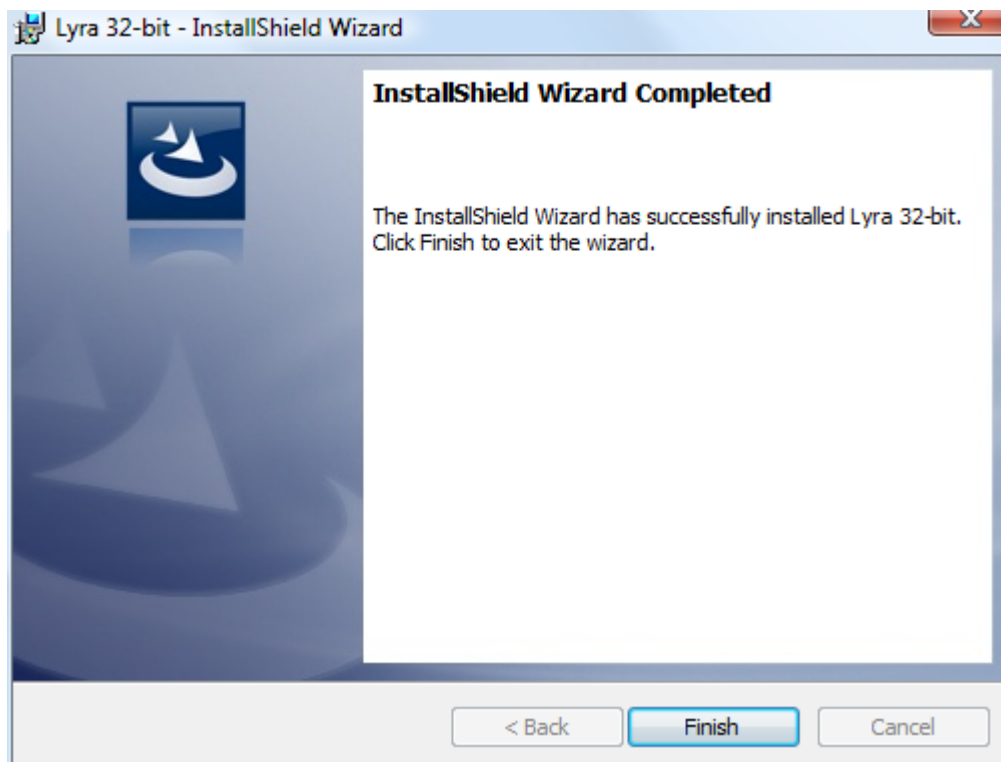 Lyra 32-bit - InstallShield Wizard
InstallShield Wizard Completed
The InstallShield Wizard has successfully installed Lyra 32-bit.
Click Finish to exit the wizard.
< Back
Finish
Cancel